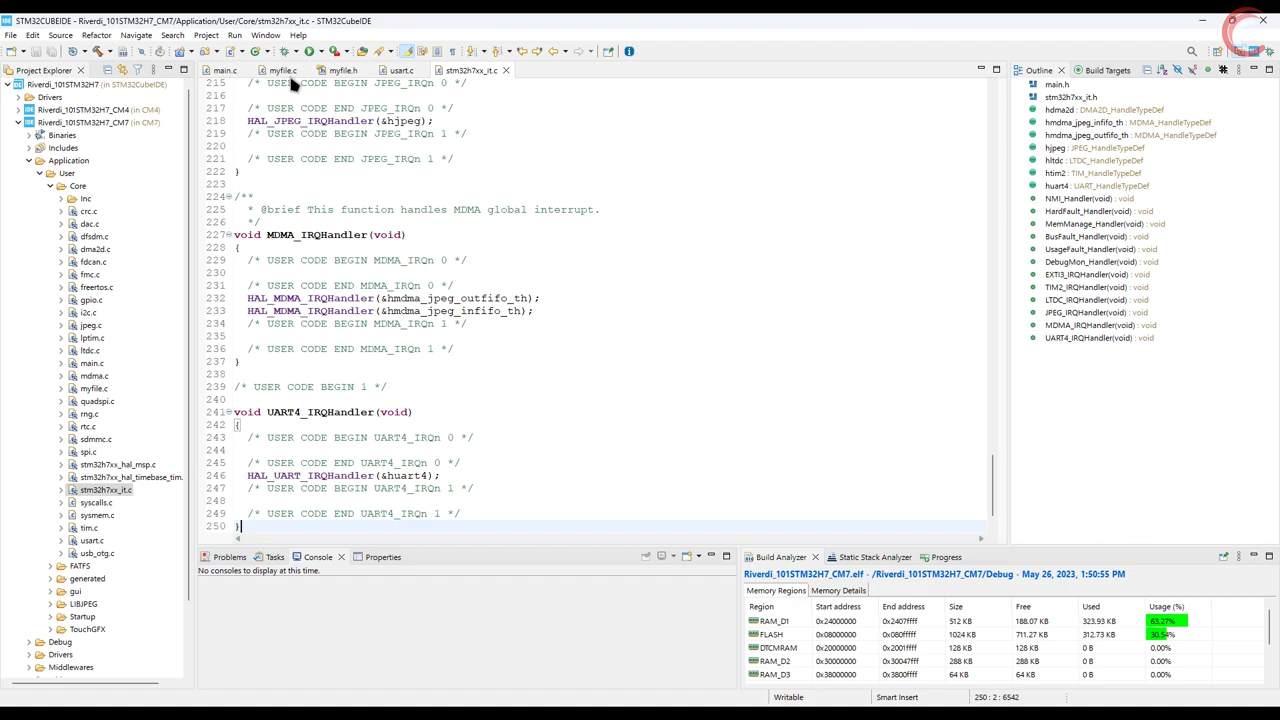 IDE STM32CUBEIDE - Riverdi_101STM32H7_CM7/Application/User/Core/stm32h7xx_it.c - STM32CubeIDE
File Edit Source Refactor Navigate Search Project Run Window Help
Project Explorer
main.c myfile.c myfile.h usart.c stm32h7xx_it.c
Outline Build Targets
Riverdi_101STM32H7 (in STM32CubeIDE)
Drivers
Riverdi_101STM32H7_CM4 (in CM4)
Riverdi_101STM32H7_CM7 (in CM7)
Binaries
Includes
Application
User
Core
Inc
crc.c
dac.c
dfsdm.c
dma2d.c
fdcan.c
fmc.c
freertos.c
gpio.c
i2c.c
jpeg.c
lptim.c
ltdc.c
main.c
mdma.c
myfile.c
quadspi.c
rng.c
rtc.c
sdmmc.c
spi.c
stm32h7xx_hal_msp.c
stm32h7xx_hal_timebase_tim.
stm32h7xx_it.c
syscalls.c
sysmem.c
tim.c
usart.c
usb_otg.c
FATFS
generated
gui
LIBJPEG
Startup
TouchGFX
Debug
Drivers
Middlewares
215 /* USER CODE BEGIN JPEG_IRQn 0 */
216
217 /* USER CODE END JPEG_IRQn 0 */
218 HAL_JPEG_IRQHandler(&hjpeg);
219 /* USER CODE BEGIN JPEG_IRQn 1 */
220
221 /* USER CODE END JPEG_IRQn 1 */
222 }
223
224 /**
225 * @brief This function handles MDMA global interrupt.
226 */
227 void MDMA_IRQHandler(void)
228 {
229 /* USER CODE BEGIN MDMA_IRQn 0 */
230
231 /* USER CODE END MDMA_IRQn 0 */
232 HAL_MDMA_IRQHandler(&hmdma_jpeg_outfifo_th);
233 HAL_MDMA_IRQHandler(&hmdma_jpeg_infifo_th);
234 /* USER CODE BEGIN MDMA_IRQn 1 */
235
236 /* USER CODE END MDMA_IRQn 1 */
237 }
238
239 /* USER CODE BEGIN 1 */
240
241 void UART4_IRQHandler(void)
242 {
243 /* USER CODE BEGIN UART4_IRQn 0 */
244
245 /* USER CODE END UART4_IRQn 0 */
246 HAL_UART_IRQHandler(&huart4);
247 /* USER CODE BEGIN UART4_IRQn 1 */
248
249 /* USER CODE END UART4_IRQn 1 */
250 }
main.h
stm32h7xx_it.h
hdma2d : DMA2D_HandleTypeDef
hmdma_jpeg_infifo_th : MDMA_HandleTypeDef
hmdma_jpeg_outfifo_th : MDMA_HandleTypeDef
hjpeg : JPEG_HandleTypeDef
hltdc : LTDC_HandleTypeDef
htim2 : TIM_HandleTypeDef
huart4 : UART_HandleTypeDef
NMI_Handler(void) : void
HardFault_Handler(void) : void
MemManage_Handler(void) : void
BusFault_Handler(void) : void
UsageFault_Handler(void) : void
DebugMon_Handler(void) : void
EXTI3_IRQHandler(void) : void
TIM2_IRQHandler(void) : void
LTDC_IRQHandler(void) : void
JPEG_IRQHandler(void) : void
MDMA_IRQHandler(void) : void
UART4_IRQHandler(void) : void
Problems Tasks Console Properties
No consoles to display at this time.
Build Analyzer Static Stack Analyzer Progress
Riverdi_101STM32H7_CM7.elf - /Riverdi_101STM32H7_CM7/Debug - May 26, 2023, 1:50:55 PM
Memory Regions Memory Details
Region Start address End address Size Free Used Usage (%)
RAM_D1 0x24000000 0x2407ffff 512 KB 188.07 KB 323.93 KB 63.27%
FLASH 0x08000000 0x080fffff 1024 KB 711.27 KB 312.73 KB 30.54%
DTCMRAM 0x20000000 0x2001ffff 128 KB 128 KB 0 B 0.00%
RAM_D2 0x30000000 0x30047fff 288 KB 288 KB 0 B 0.00%
RAM_D3 0x38000000 0x3800ffff 64 KB 64 KB 0 B 0.00%
Writable Smart Insert 250 : 2 : 6542